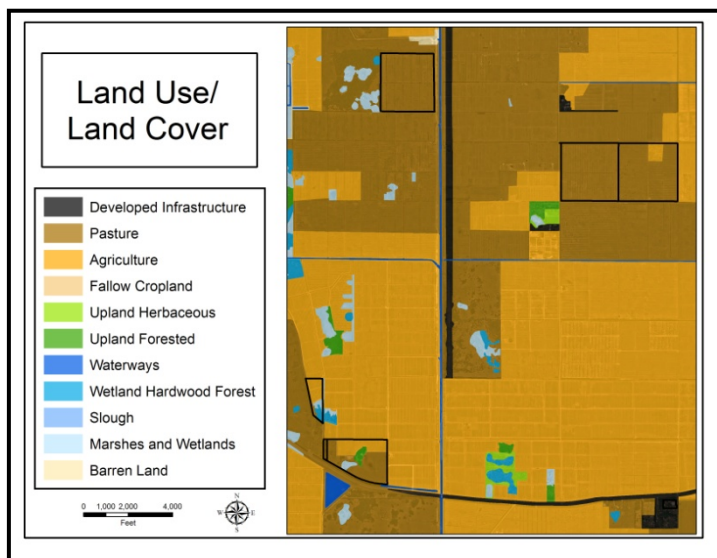 Land Use/
Land Cover
Developed Infrastructure
Pasture
Agriculture
Fallow Cropland
Upland Herbaceous
Upland Forested
Waterways
Wetland Hardwood Forest
Slough
Marshes and Wetlands
Barren Land
0 1,000 2,000 4,000
Feet
N
W E
S